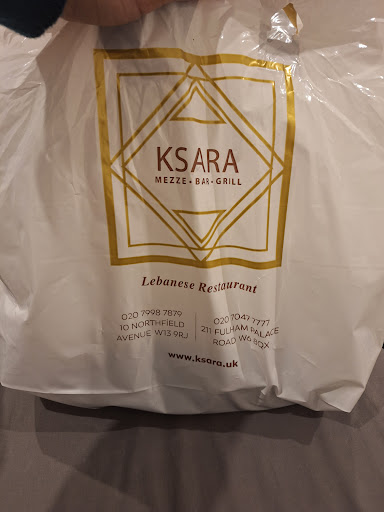 KSARA
MEZZE • BAR • GRILL
Lebanese Restaurant
020 7998 7879
10 NORTHFIELD
AVENUE W13 9RJ
020 7047 7777
211 FULHAM PALACE
ROAD W6 8QX
www.ksara.uk